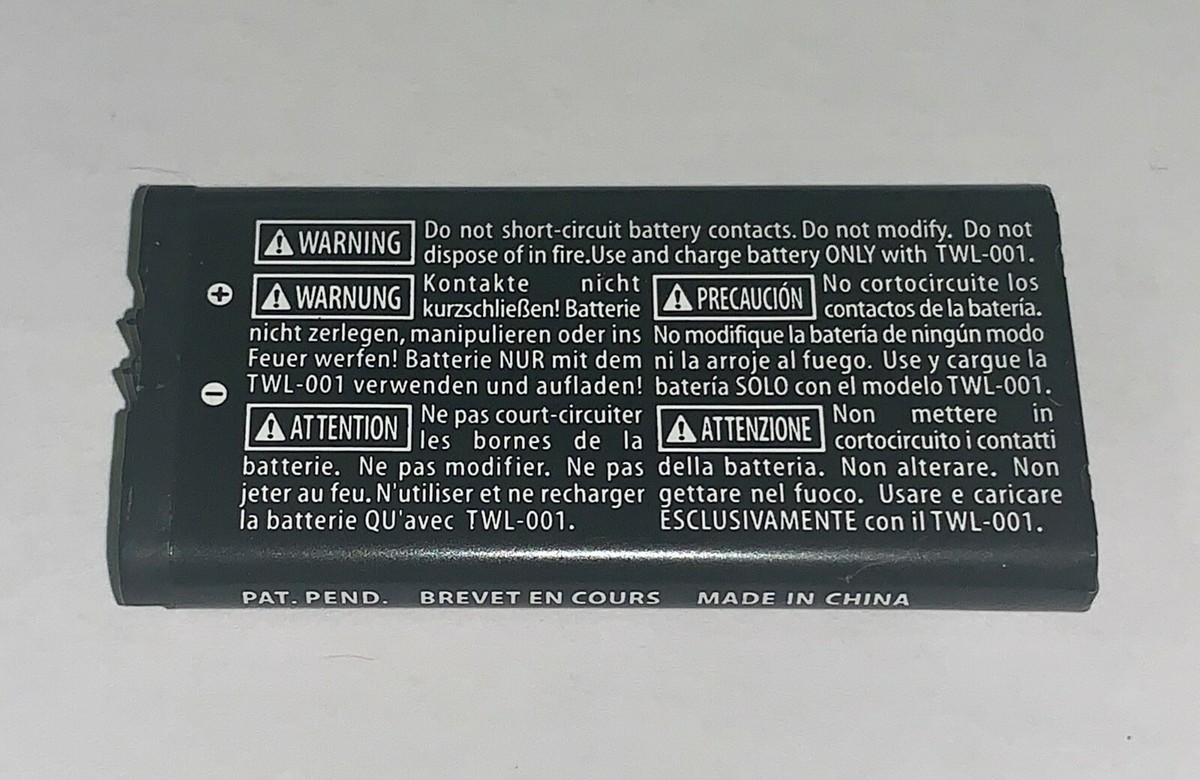 WARNING Do not short-circuit battery contacts. Do not modify. Do not
dispose of in fire.Use and charge battery ONLY with TWL-001.
WARNUNG Kontakte nicht
kurzschließen! Batterie
nicht zerlegen, manipulieren oder ins
Feuer werfen! Batterie NUR mit dem
TWL-001 verwenden und aufladen!
PRECAUCIÓN No cortocircuite los
contactos de la batería.
No modifique la batería de ningún modo
ni la arroje al fuego. Use y cargue la
batería SOLO con el modelo TWL-001.
ATTENTION Ne pas court-circuiter
les bornes de la
batterie. Ne pas modifier. Ne pas
jeter au feu. N'utiliser et ne recharger
la batterie QU'avec TWL-001.
ATTENZIONE Non mettere in
cortocircuito i contatti
della batteria. Non alterare. Non
gettare nel fuoco. Usare e caricare
ESCLUSIVAMENTE con il TWL-001.
PAT. PEND. BREVET EN COURS MADE IN CHINA